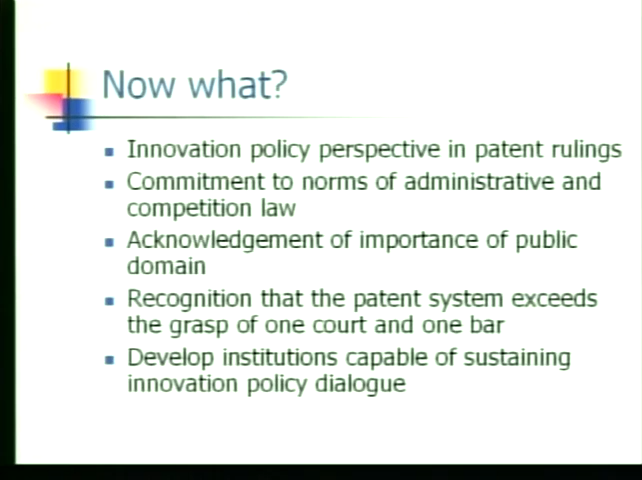 Now what?
Innovation policy perspective in patent rulings
Commitment to norms of administrative and
competition law
Acknowledgement of importance of public
domain
Recognition that the patent system exceeds
the grasp of one court and one bar
Develop institutions capable of sustaining
innovation policy dialogue